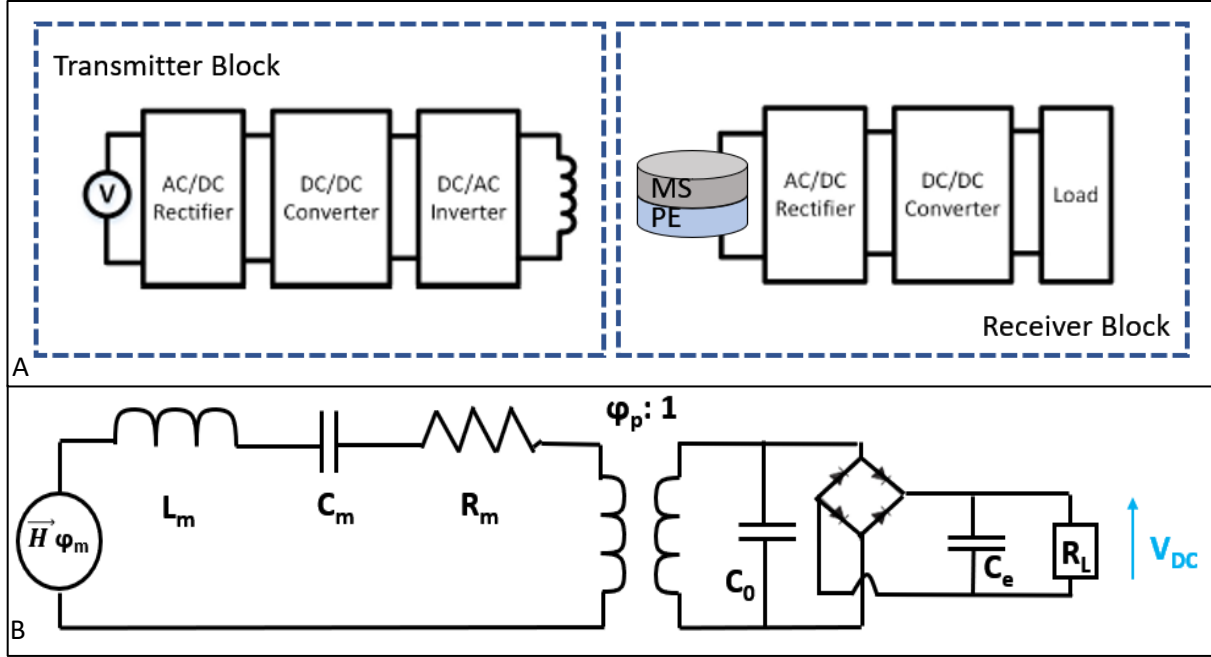 Transmitter Block
V
AC/DC
Rectifier
DC/DC
Converter
DC/AC
Inverter
MS
PE
AC/DC
Rectifier
DC/DC
Converter
Load
Receiver Block
A
φp: 1
Lm
Cm
Rm
H φm
C0
Ce
RL
VDC
B